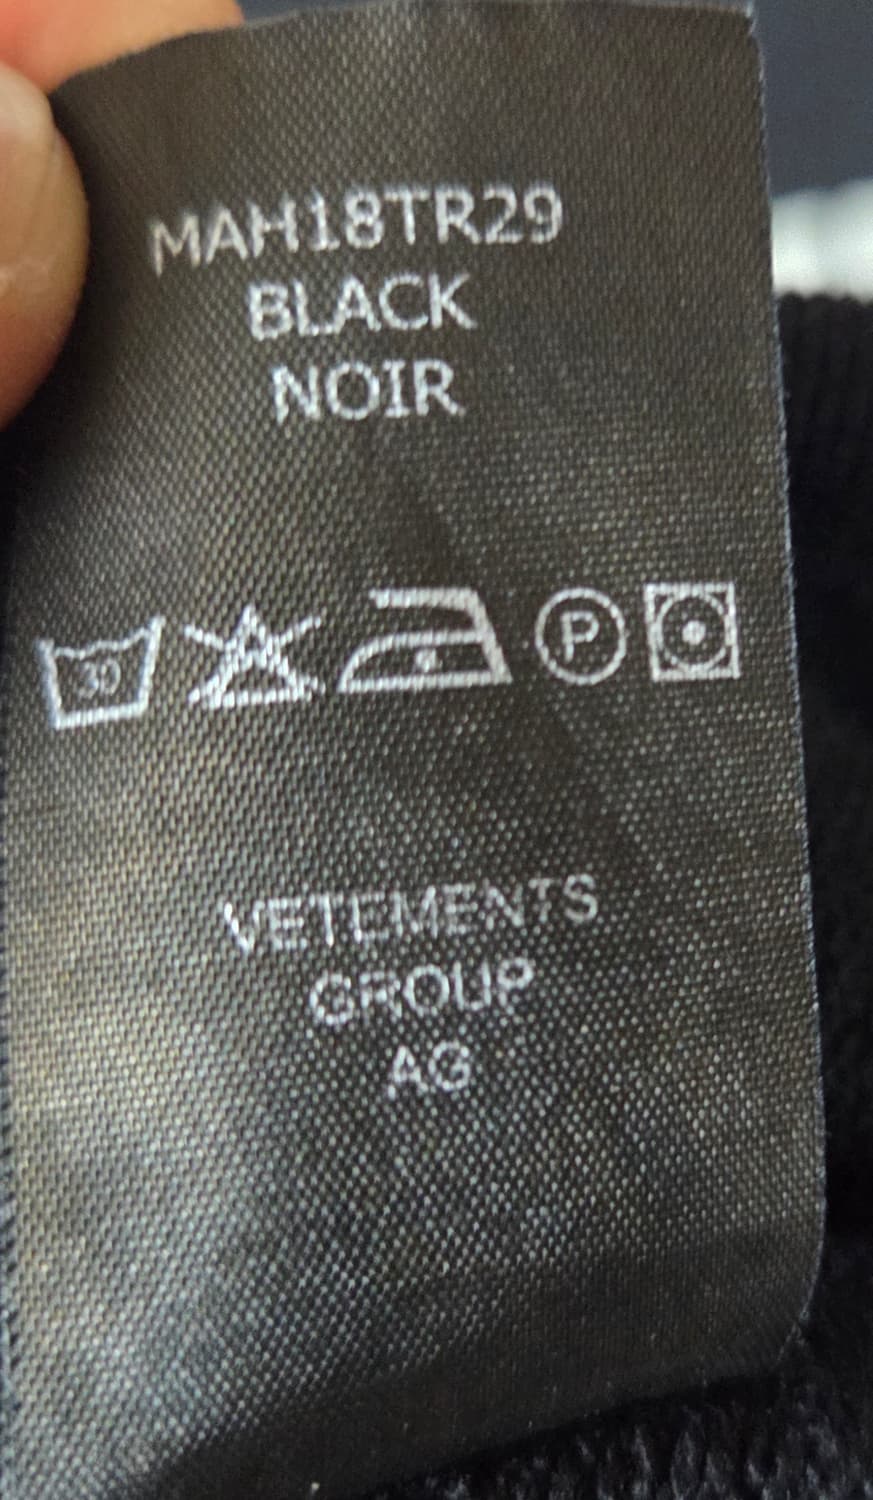 MAH18TR29
BLACK
NOIR
30 P
VETEMENTS
GROUP
AG